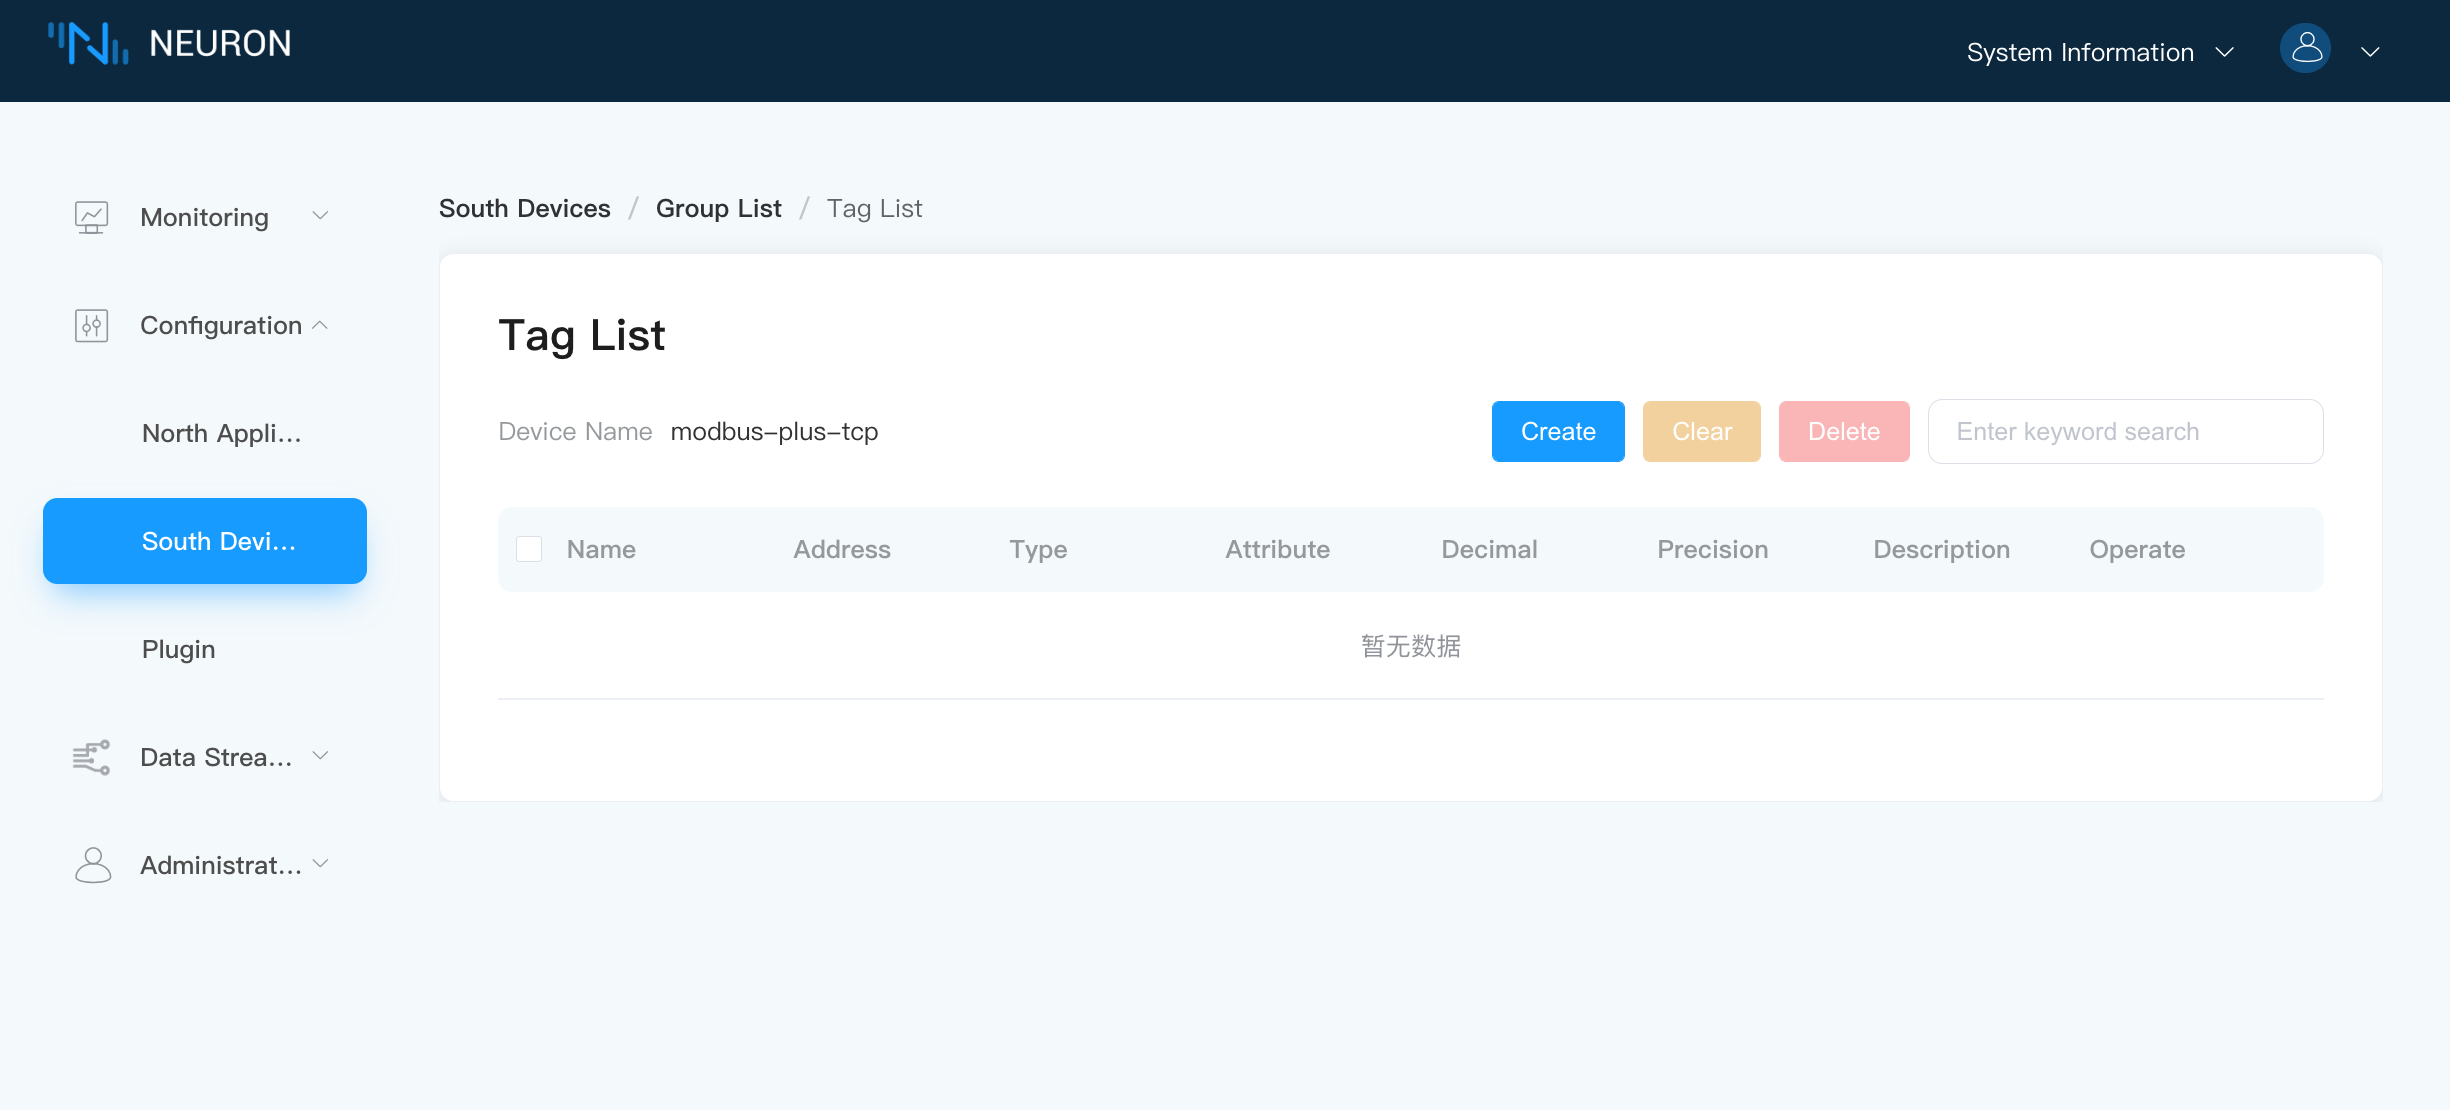 NEURON
System Information
Monitoring
Configuration
North Appli...
South Devi...
Plugin
Data Strea...
Administrat...
South Devices / Group List / Tag List
Tag List
Device Name modbus-plus-tcp
Create Clear Delete Enter keyword search
Name Address Type Attribute Decimal Precision Description Operate
暂无数据